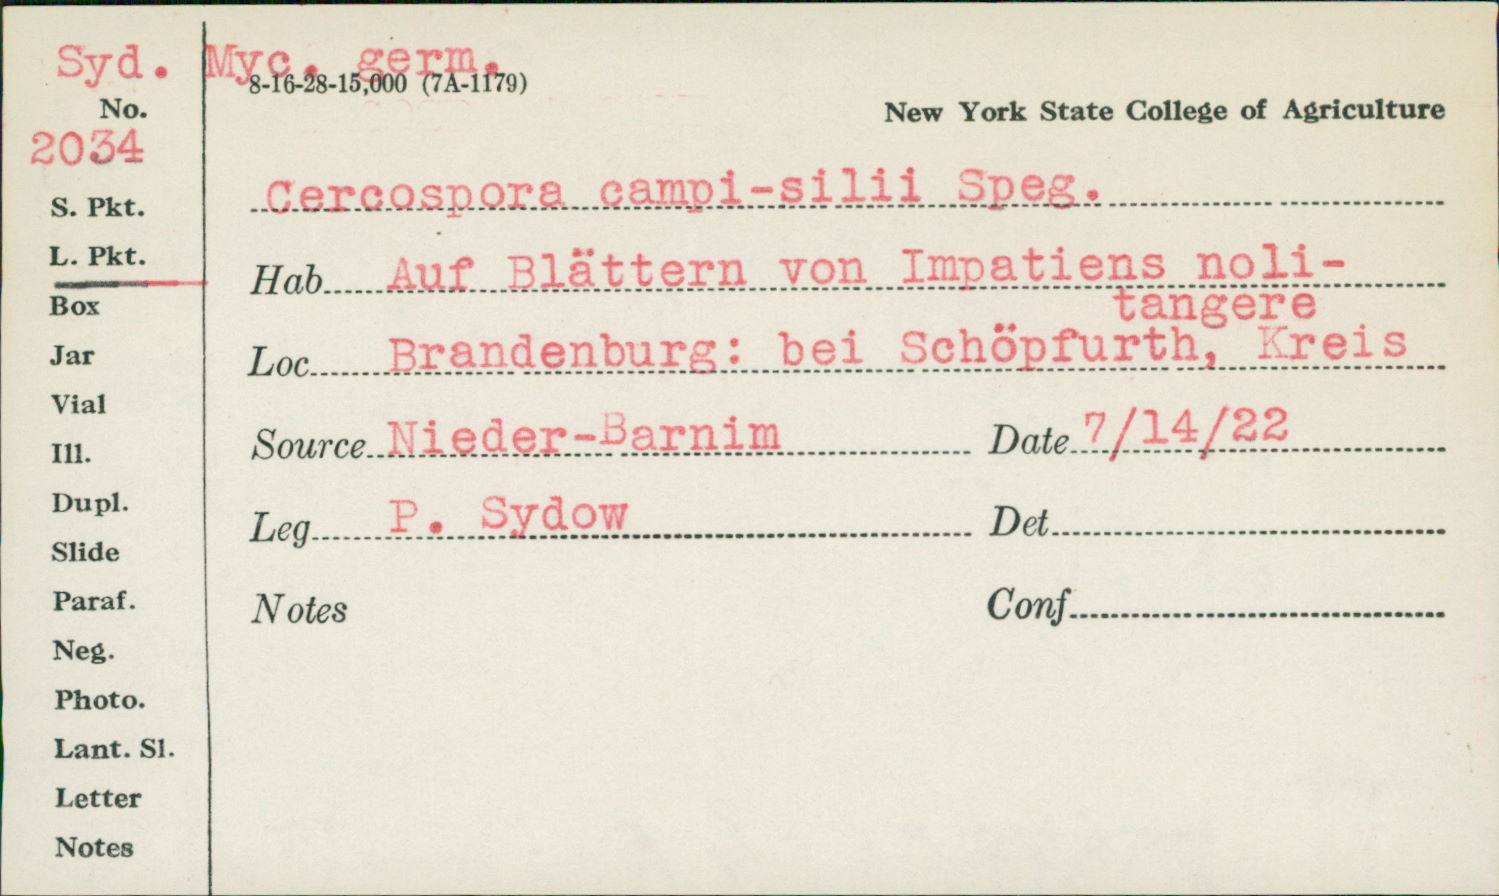 Syd. Myc. germ.
8-16-28-15,000 (7A-1179)
No.
New York State College of Agriculture
2034
Cercospora campi-silii Speg.
S. Pkt.
L. Pkt.
Hab Auf Blättern von Impatiens noli-
tangere
Box
Jar
Loc Brandenburg: bei Schöpfurth, Kreis
Vial
Source Nieder-Barnim Date 7/14/22
Ill.
Dupl.
Leg P. Sydow Det
Slide
Paraf.
Notes Conf
Neg.
Photo.
Lant. Sl.
Letter
Notes